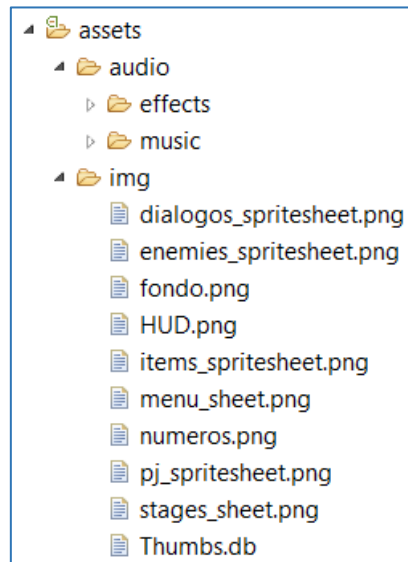 assets
audio
effects
music
img
dialogos_spritesheet.png
enemies_spritesheet.png
fondo.png
HUD.png
items_spritesheet.png
menu_sheet.png
numeros.png
pj_spritesheet.png
stages_sheet.png
Thumbs.db